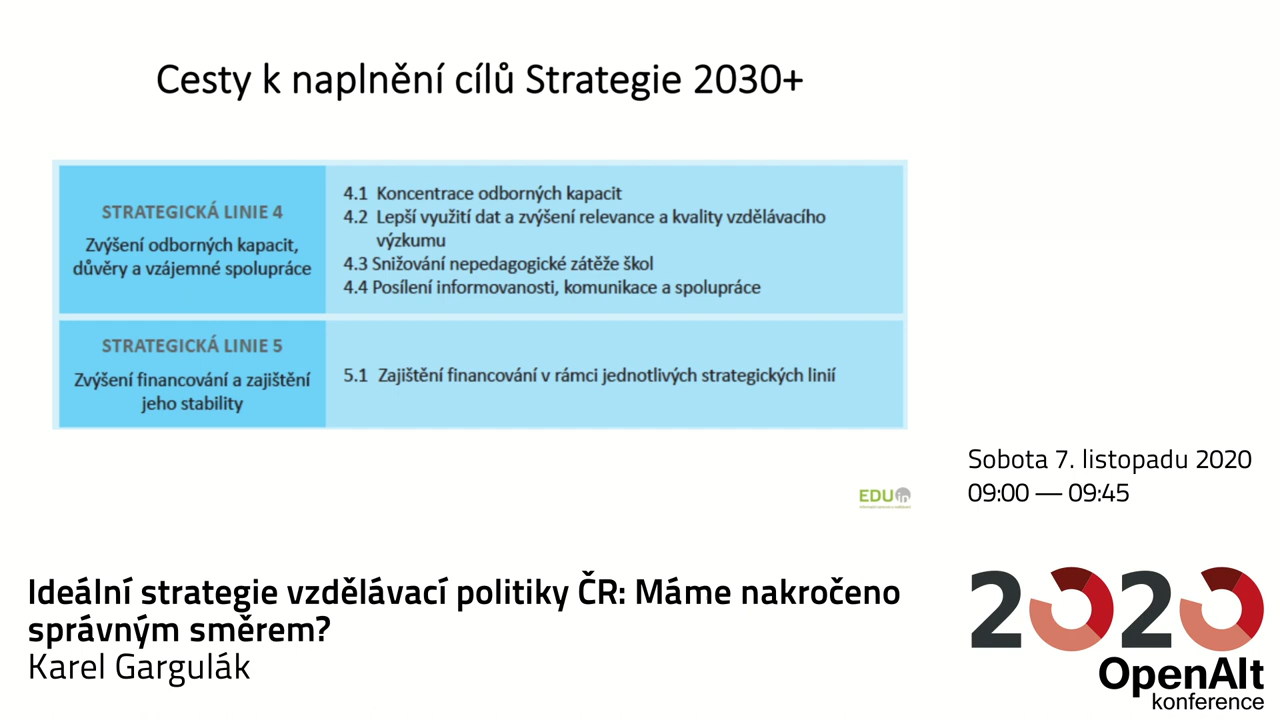 Cesty k naplnění cílů Strategie 2030+
STRATEGICKÁ LINIE 4
Zvýšení odborných kapacit,
důvěry a vzájemné spolupráce
4.1 Koncentrace odborných kapacit
4.2 Lepší využití dat a zvýšení relevance a kvality vzdělávacího
výzkumu
4.3 Snižování nepedagogické zátěže škol
4.4 Posílení informovanosti, komunikace a spolupráce
STRATEGICKÁ LINIE 5
Zvýšení financování a zajištění
jeho stability
5.1 Zajištění financování v rámci jednotlivých strategických linií
EDUin
Sobota 7. listopadu 2020
09:00 — 09:45
Ideální strategie vzdělávací politiky ČR: Máme nakročeno
správným směrem?
Karel Gargulák
2020
OpenAlt
konference